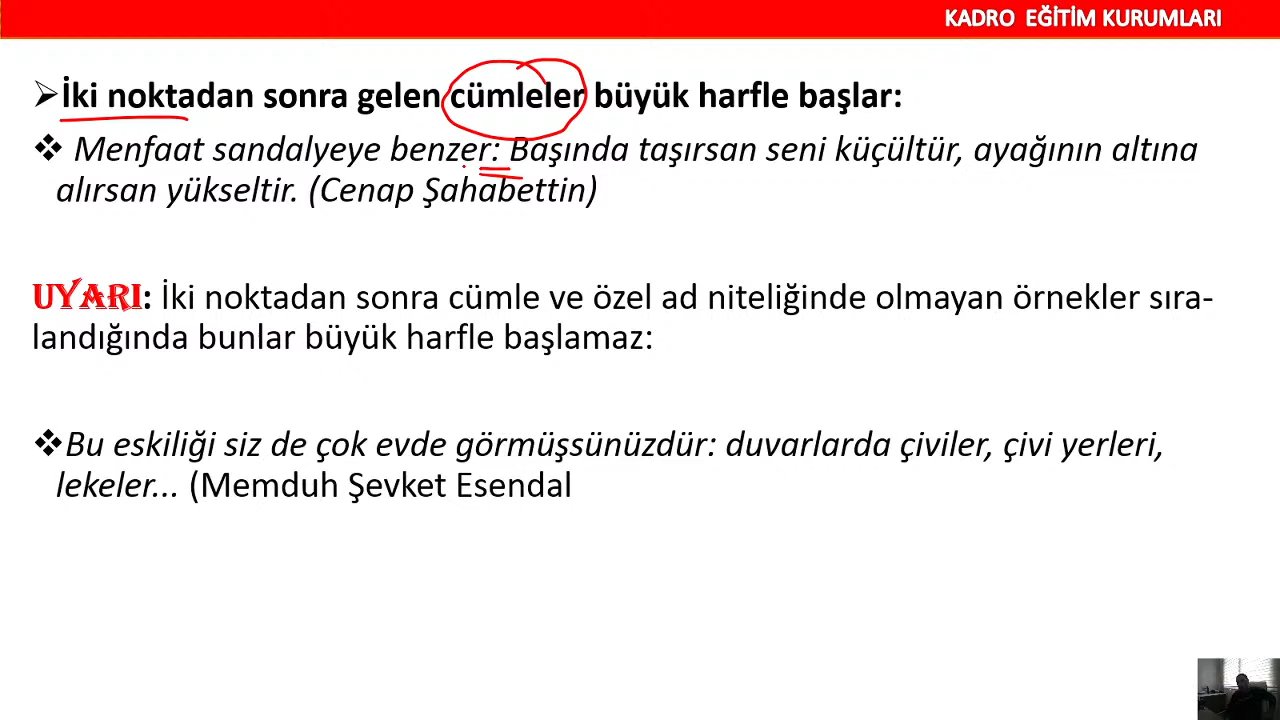 KADRO EĞİTİM KURUMLARI
İki noktadan sonra gelen cümleler büyük harfle başlar:
Menfaat sandalyeye benzer: Başında taşırsan seni küçültür, ayağının altına
alırsan yükseltir. (Cenap Şahabettin)
UYARI: İki noktadan sonra cümle ve özel ad niteliğinde olmayan örnekler sıra-
landığında bunlar büyük harfle başlamaz:
Bu eskiliği siz de çok evde görmüşsünüzdür: duvarlarda çiviler, çivi yerleri,
lekeler... (Memduh Şevket Esendal